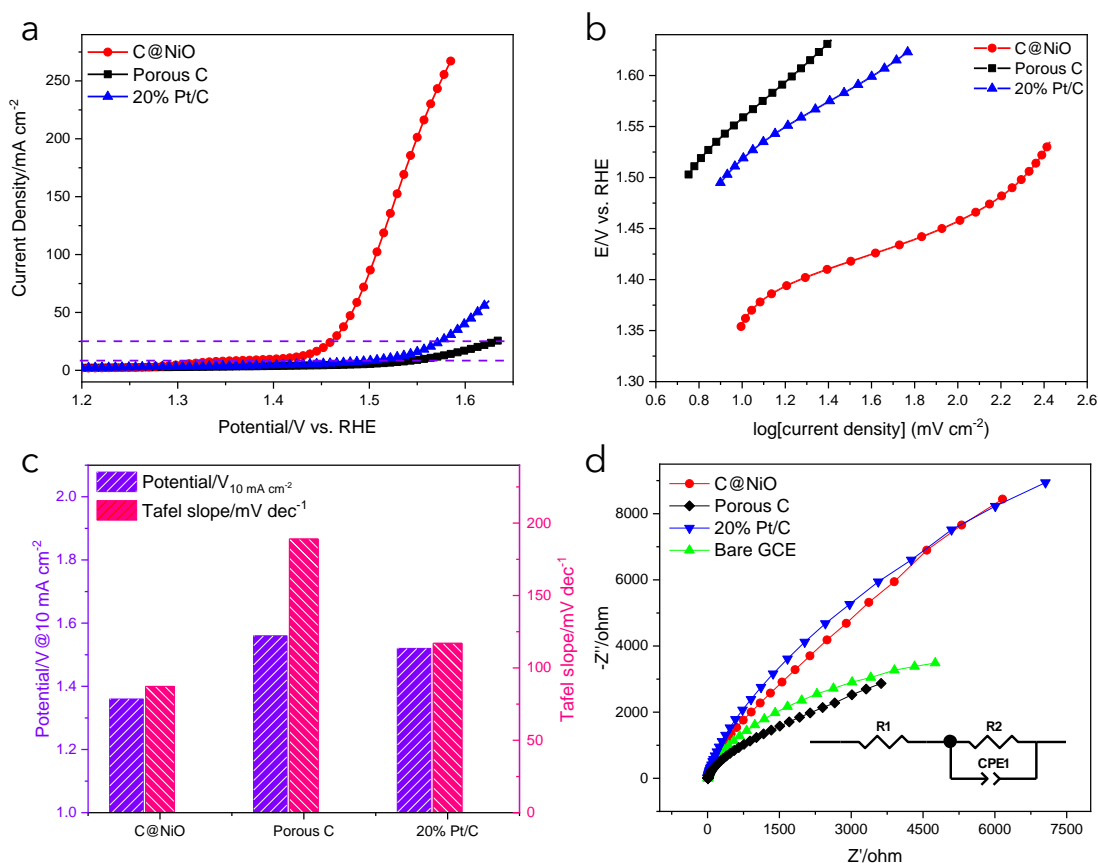 a
C@NiO
Porous C
20% Pt/C
250
200
150
100
50
0
1.2 1.3 1.4 1.5 1.6
Current Density/mA cm-2
Potential/V vs. RHE
b
C@NiO
Porous C
20% Pt/C
1.60
1.55
1.50
1.45
1.40
1.35
1.30
0.6 0.8 1.0 1.2 1.4 1.6 1.8 2.0 2.2 2.4 2.6
E/V vs. RHE
log[current density] (mV cm-2)
c
Potential/V10 mA cm-2
Tafel slope/mV dec-1
2.0
1.8
1.6
1.4
1.2
1.0
200
150
100
50
0
C@NiO Porous C 20% Pt/C
Potential/V @10 mA cm-2
Tafel slope/mV dec-1
d
C@NiO
Porous C
20% Pt/C
Bare GCE
8000
6000
4000
2000
0
0 1500 3000 4500 6000 7500
-Z''/ohm
Z'/ohm
R1 R2
CPE1